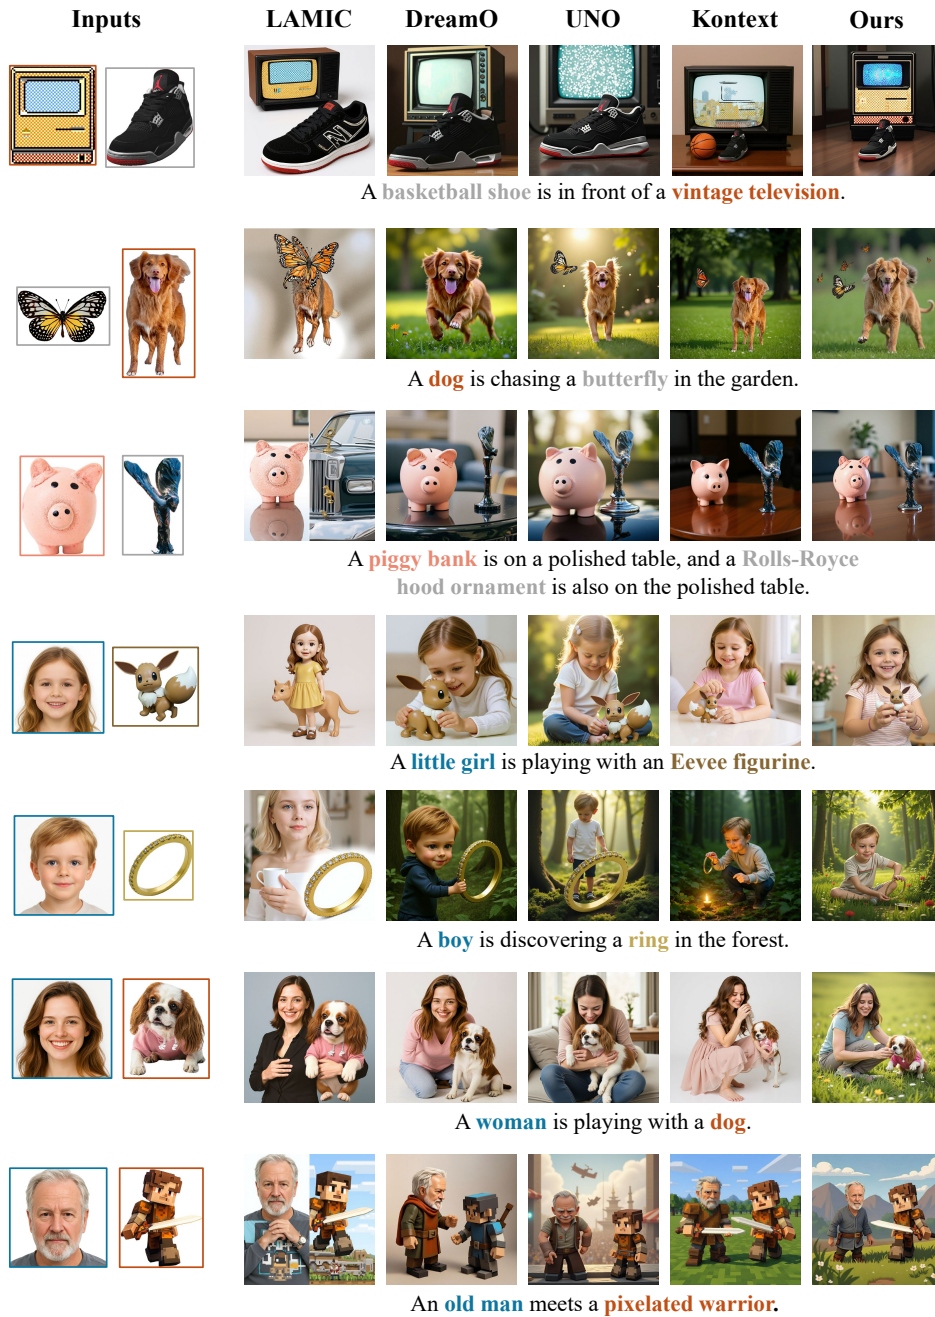 Inputs LAMIC DreamO UNO Kontext Ours
A basketball shoe is in front of a vintage television.
A dog is chasing a butterfly in the garden.
A piggy bank is on a polished table, and a Rolls-Royce
hood ornament is also on the polished table.
A little girl is playing with an Eevee figurine.
A boy is discovering a ring in the forest.
A woman is playing with a dog.
An old man meets a pixelated warrior.